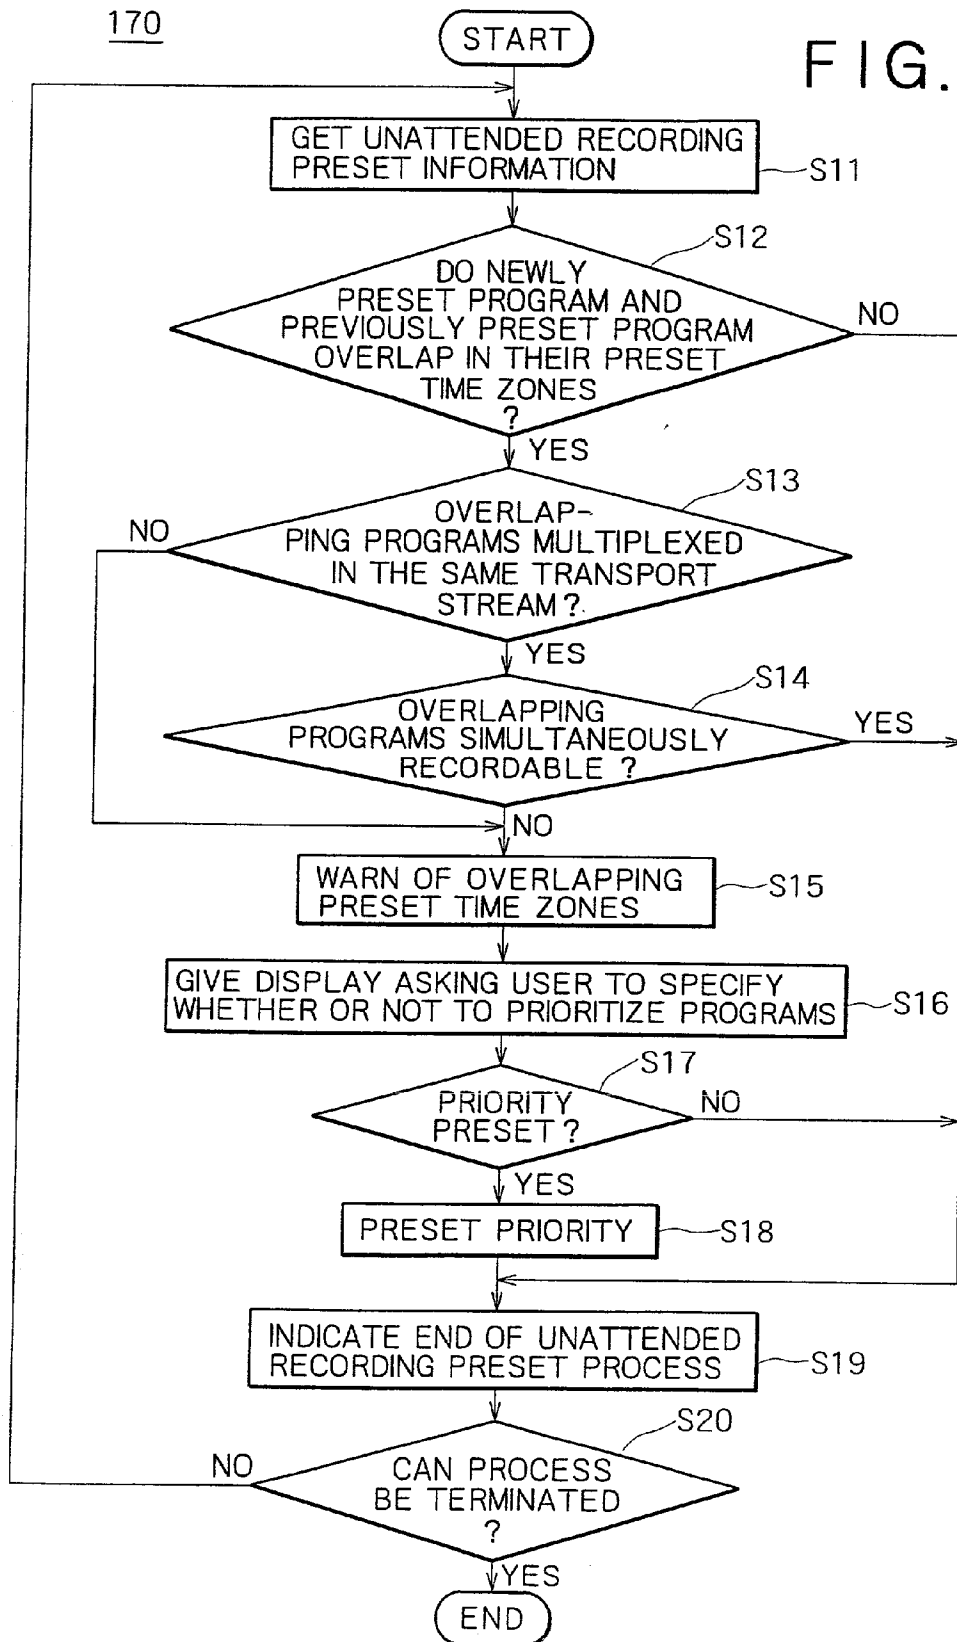 170
START
FIG.
GET UNATTENDED RECORDING
PRESET INFORMATION
S11
S12
DO NEWLY
PRESET PROGRAM AND
PREVIOUSLY PRESET PROGRAM
OVERLAP IN THEIR PRESET
TIME ZONES
?
NO
YES
S13
NO
OVERLAP-
PING PROGRAMS MULTIPLEXED
IN THE SAME TRANSPORT
STREAM?
YES
S14
OVERLAPPING
PROGRAMS SIMULTANEOUSLY
RECORDABLE ?
YES
NO
WARN OF OVERLAPPING
PRESET TIME ZONES
S15
GIVE DISPLAY ASKING USER TO SPECIFY
WHETHER OR NOT TO PRIORITIZE PROGRAMS
S16
S17
PRIORITY
PRESET?
NO
YES
PRESET PRIORITY
S18
INDICATE END OF UNATTENDED
RECORDING PRESET PROCESS
S19
S20
NO
CAN PROCESS
BE TERMINATED
?
YES
END